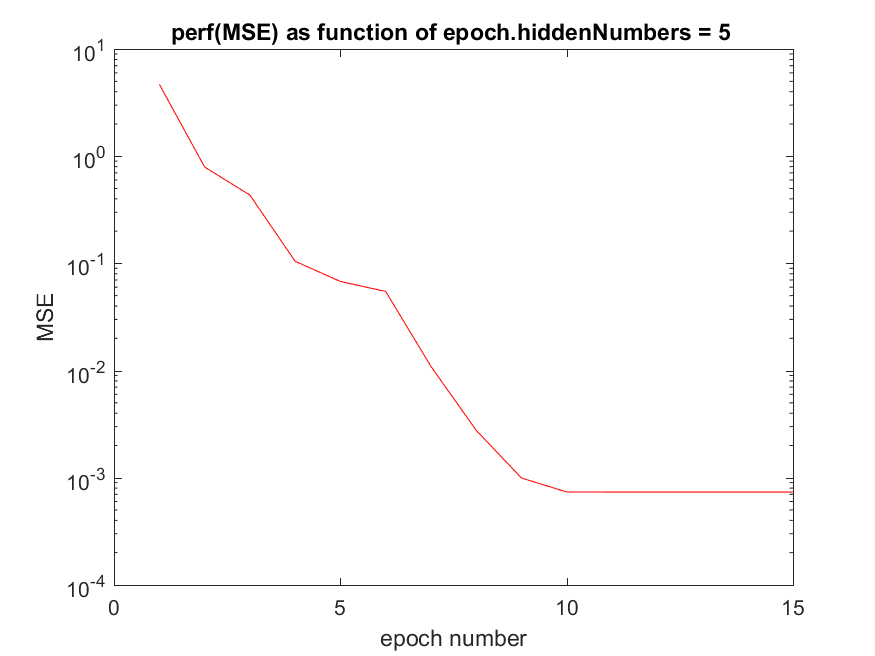 perf(MSE) as function of epoch.hiddenNumbers = 5
10^1
10^0
10^-1
10^-2
10^-3
10^-4
MSE
0 5 10 15
epoch number